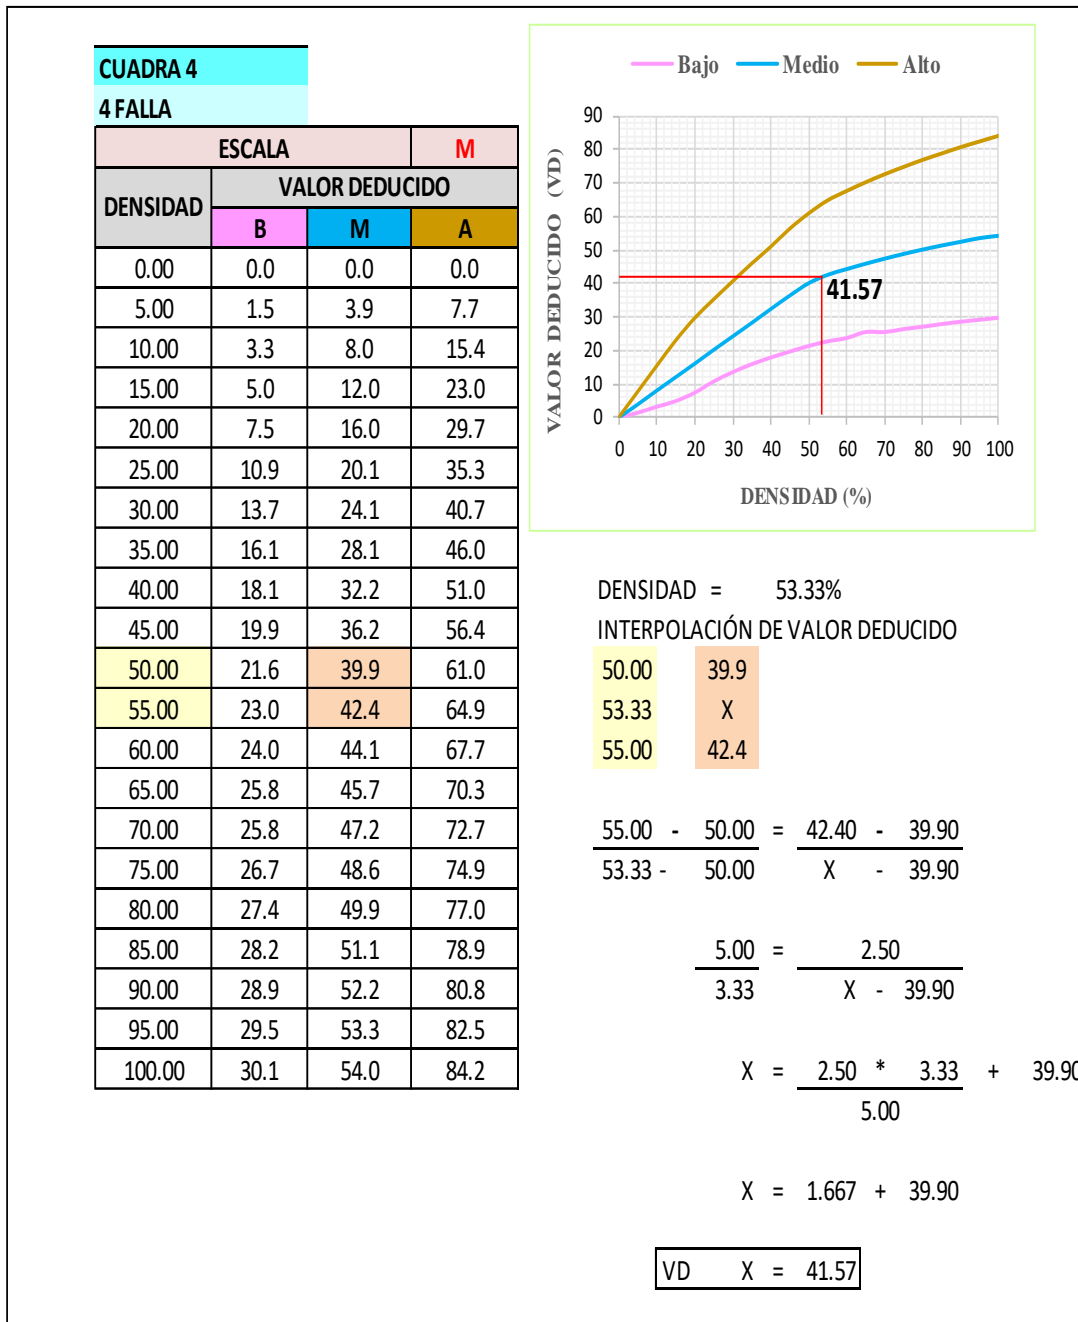 CUADRA 4
4 FALLA
ESCALA M
DENSIDAD VALOR DEDUCIDO
B M A
0.00 0.0 0.0 0.0
5.00 1.5 3.9 7.7
10.00 3.3 8.0 15.4
15.00 5.0 12.0 23.0
20.00 7.5 16.0 29.7
25.00 10.9 20.1 35.3
30.00 13.7 24.1 40.7
35.00 16.1 28.1 46.0
40.00 18.1 32.2 51.0
45.00 19.9 36.2 56.4
50.00 21.6 39.9 61.0
55.00 23.0 42.4 64.9
60.00 24.0 44.1 67.7
65.00 25.8 45.7 70.3
70.00 25.8 47.2 72.7
75.00 26.7 48.6 74.9
80.00 27.4 49.9 77.0
85.00 28.2 51.1 78.9
90.00 28.9 52.2 80.8
95.00 29.5 53.3 82.5
100.00 30.1 54.0 84.2
Bajo Medio Alto
VALOR DEDUCIDO (VD)
90
80
70
60
50
40
30
20
10
0
41.57
0 10 20 30 40 50 60 70 80 90 100
DENSIDAD (%)
DENSIDAD = 53.33%
INTERPOLACIÓN DE VALOR DEDUCIDO
50.00 39.9
53.33 X
55.00 42.4
55.00 - 50.00 = 42.40 - 39.90
53.33 - 50.00 X - 39.90
5.00 = 2.50
3.33 X - 39.90
X = 2.50 * 3.33 + 39.90
5.00
X = 1.667 + 39.90
VD X = 41.57